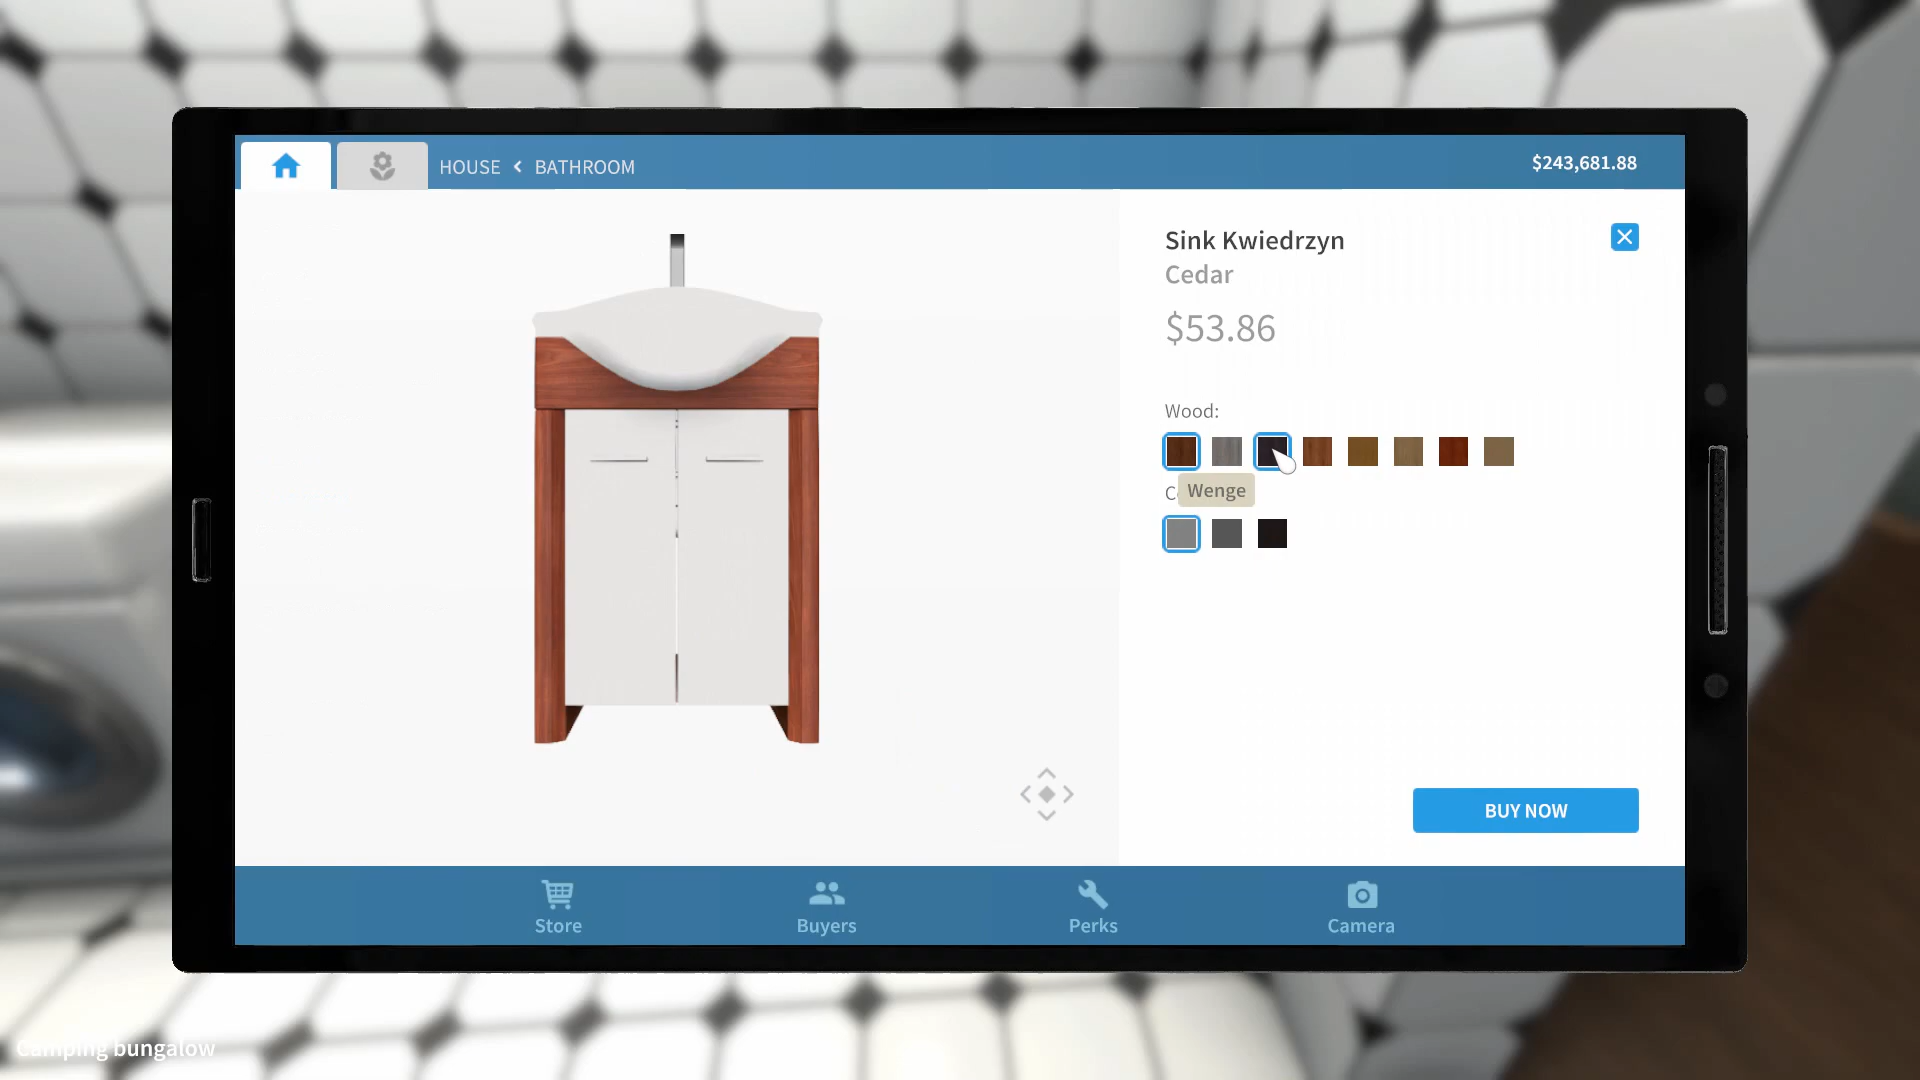 HOUSE < BATHROOM
$243,681.88
Sink Kwiedrzyn
Cedar
$53.86
Wood:
Wenge
BUY NOW
Store
Buyers
Perks
Camera
Camping bungalow